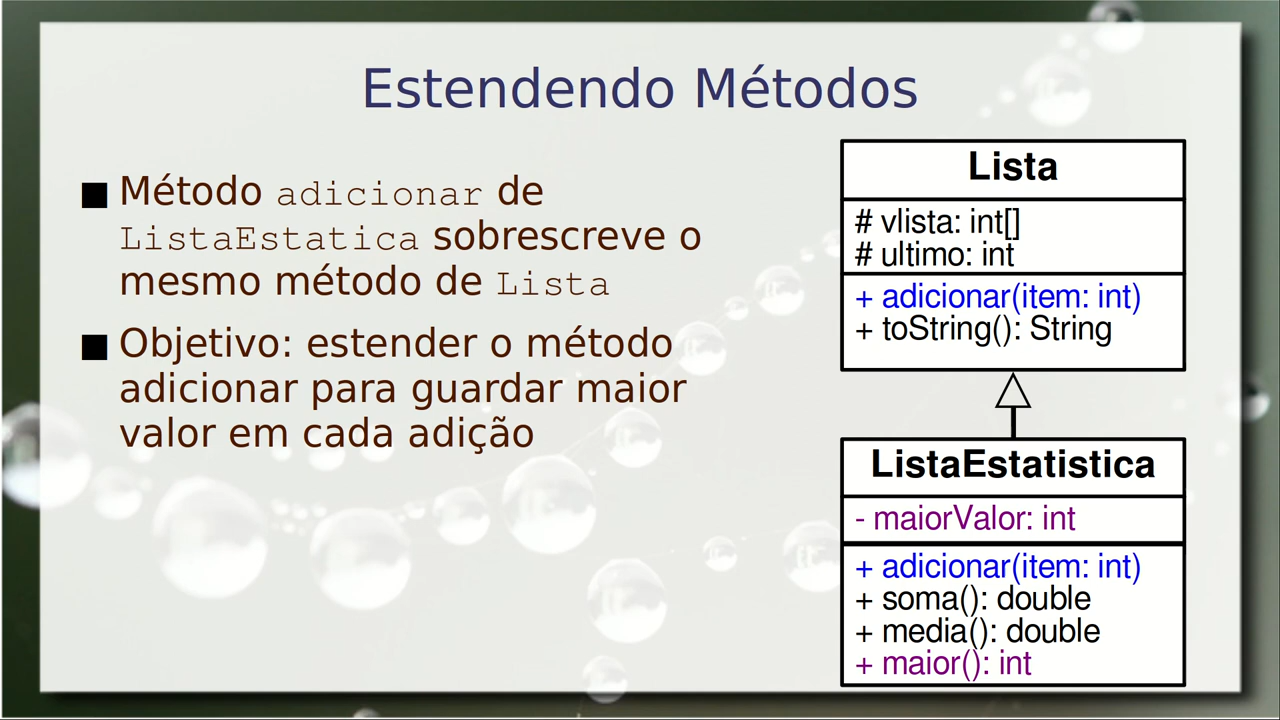 Estendendo Métodos
■ Método adicionar de
ListaEstatica sobrescreve o
mesmo método de Lista
■ Objetivo: estender o método
adicionar para guardar maior
valor em cada adição
Lista
# vlista: int[]
# ultimo: int
+ adicionar(item: int)
+ toString(): String
ListaEstatistica
- maiorValor: int
+ adicionar(item: int)
+ soma(): double
+ media(): double
+ maior(): int